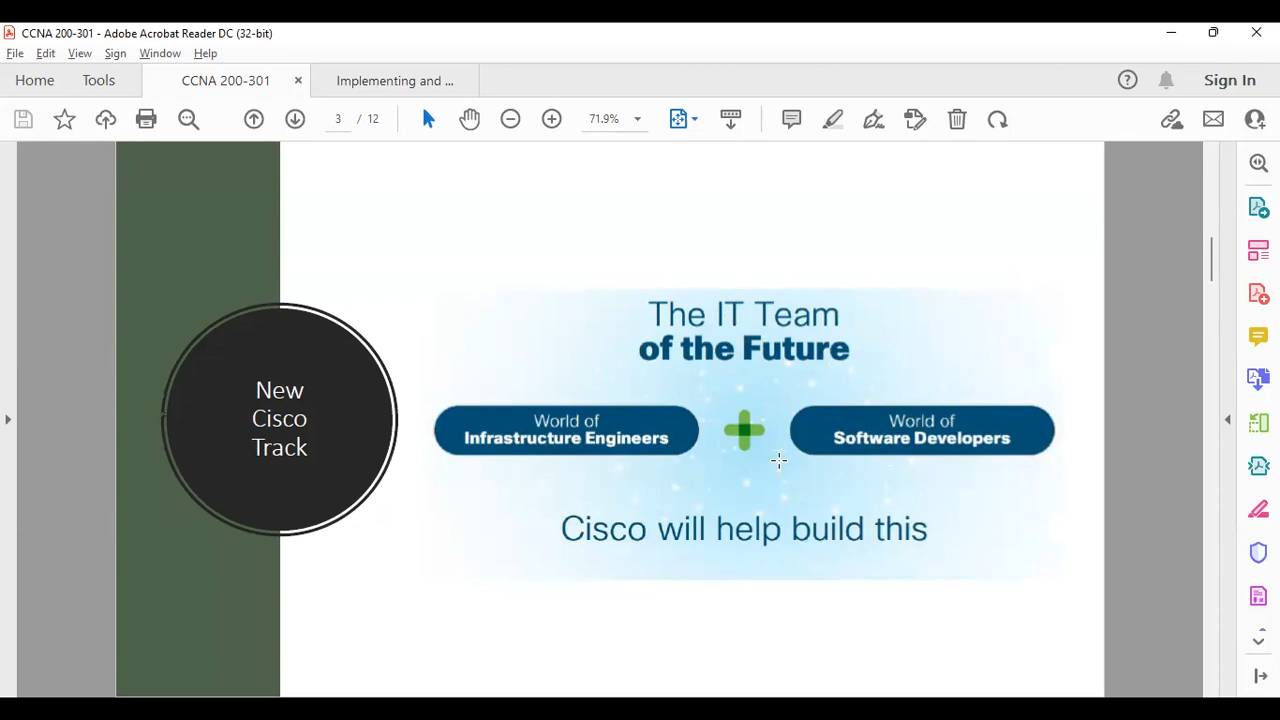 CCNA 200-301 - Adobe Acrobat Reader DC (32-bit)
File Edit View Sign Window Help
Home Tools CCNA 200-301 Implementing and ... Sign In
3 / 12 71.9%
The IT Team
of the Future
New
Cisco
Track
World of
Infrastructure Engineers
World of
Software Developers
Cisco will help build this